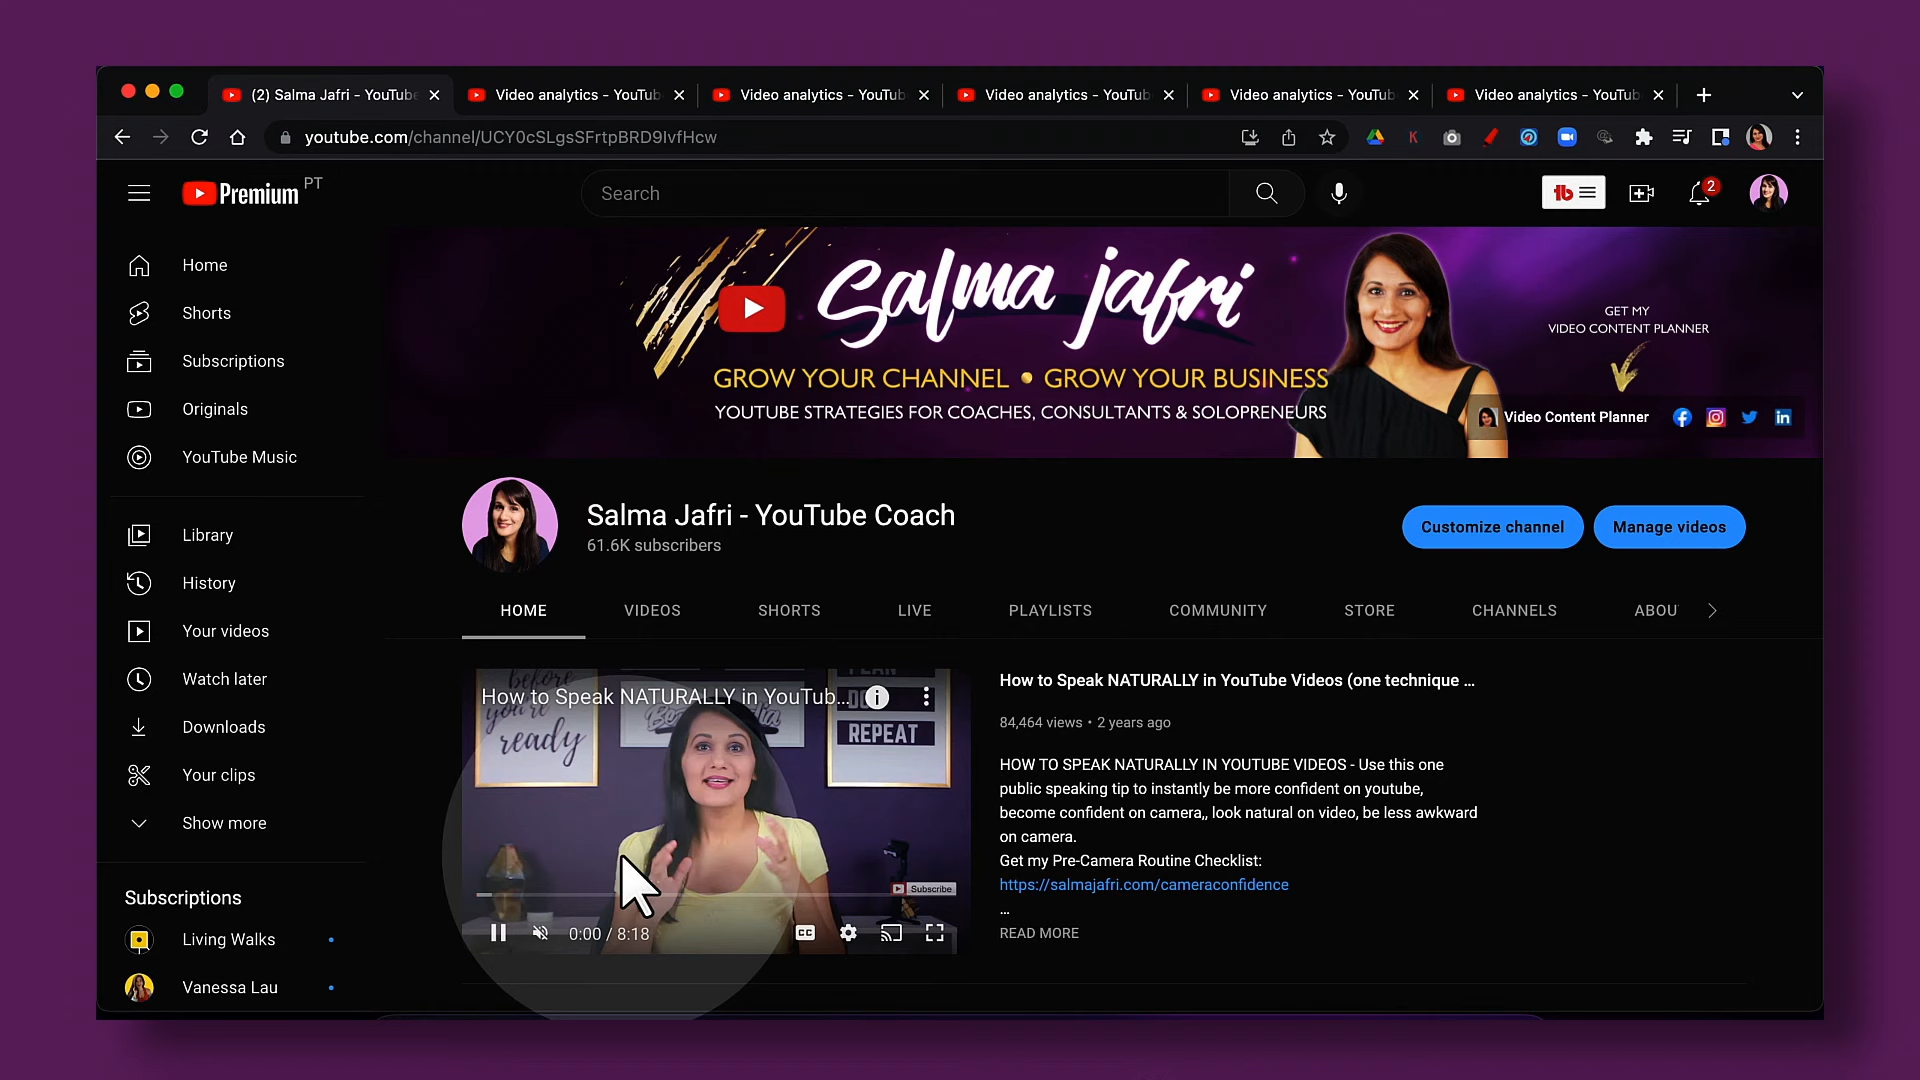 (2) Salma Jafri - YouTube
Video analytics - YouTub
Video analytics - YouTub
Video analytics - YouTub
Video analytics - YouTub
Video analytics - YouTub
youtube.com/channel/UCY0cSLgsSFrtpBRD9IvfHcw
K
Premium PT
Search
tb
2
Home
Shorts
Subscriptions
Originals
YouTube Music
Library
History
Your videos
Watch later
Downloads
Your clips
Show more
Subscriptions
Living Walks
Vanessa Lau
Salma Jafri
GROW YOUR CHANNEL • GROW YOUR BUSINESS
YOUTUBE STRATEGIES FOR COACHES, CONSULTANTS & SOLOPRENEURS
GET MY
VIDEO CONTENT PLANNER
Video Content Planner
Salma Jafri - YouTube Coach
61.6K subscribers
Customize channel
Manage videos
HOME
VIDEOS
SHORTS
LIVE
PLAYLISTS
COMMUNITY
STORE
CHANNELS
ABOU
How to Speak NATURALLY in YouTub...
before
you're
ready
PLAN
REPEAT
Subscribe
0:00 / 8:18
CC
How to Speak NATURALLY in YouTube Videos (one technique ...
84,464 views • 2 years ago
HOW TO SPEAK NATURALLY IN YOUTUBE VIDEOS - Use this one
public speaking tip to instantly be more confident on youtube,
become confident on camera,, look natural on video, be less awkward
on camera.
Get my Pre-Camera Routine Checklist:
https://salmajafri.com/cameraconfidence
...
READ MORE